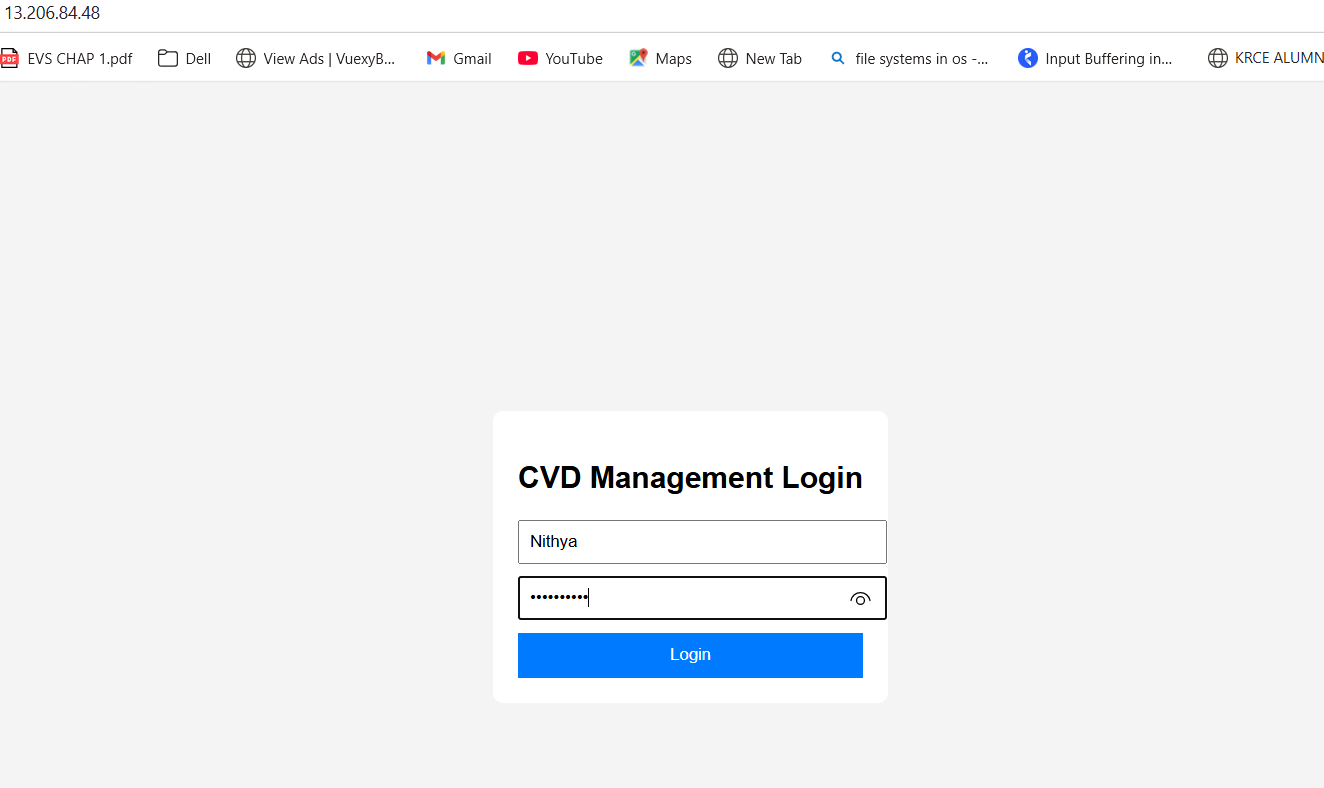 13.206.84.48
EVS CHAP 1.pdf Dell View Ads | VuexyB... Gmail YouTube Maps New Tab file systems in os -... Input Buffering in... KRCE ALUMN
CVD Management Login
Nithya
••••••••••
Login